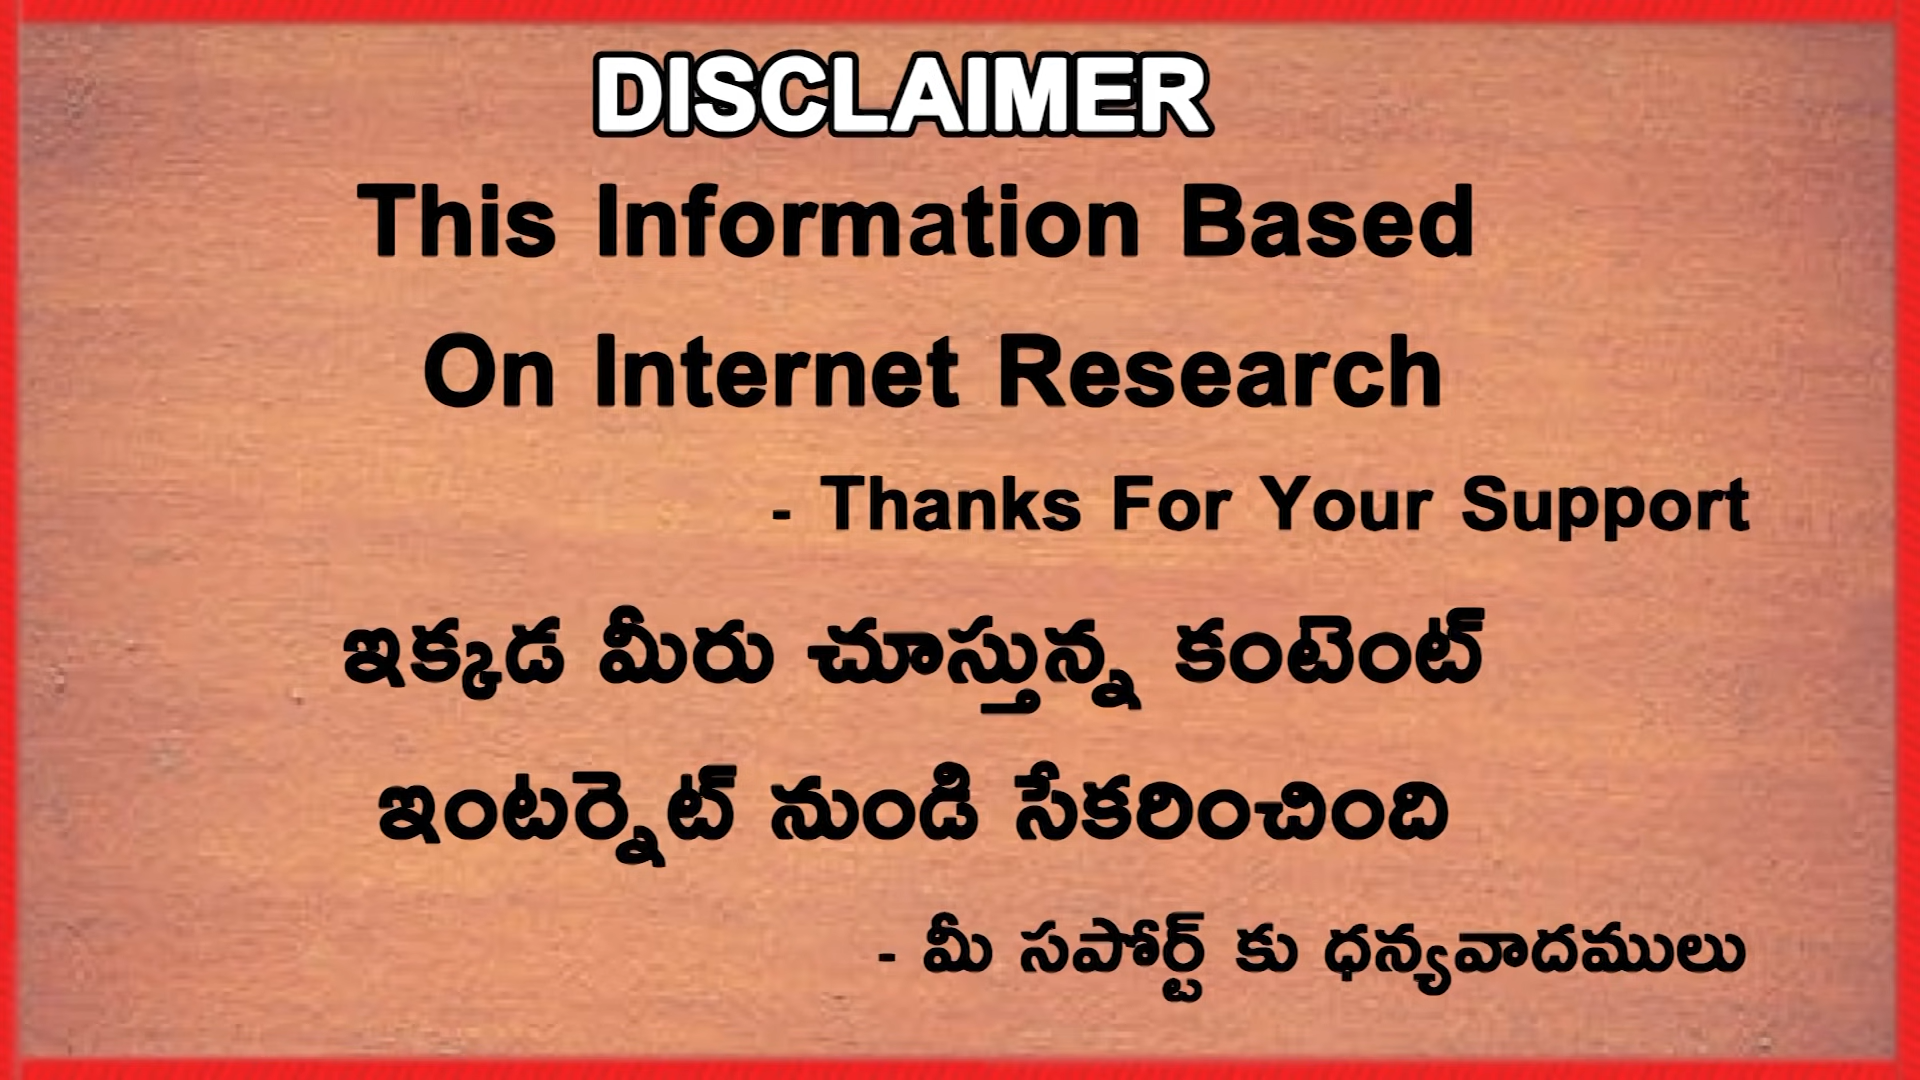 DISCLAIMER
This Information Based
On Internet Research
- Thanks For Your Support
ఇక్కడ మీరు చూస్తున్న కంటెంట్
ఇంటర్నెట్ నుండి సేకరించింది
- మీ సపోర్ట్ కు ధన్యవాదములు